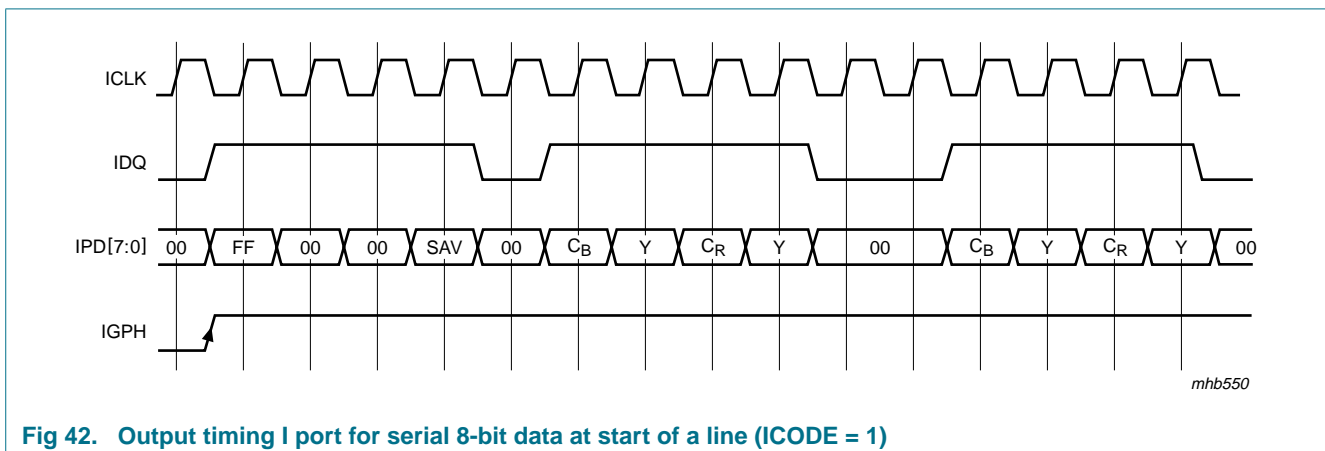 ICLK
IDQ
IPD[7:0] 00 FF 00 00 SAV 00 CB Y CR Y 00 CB Y CR Y 00
IGPH
mhb550
Fig 42. Output timing I port for serial 8-bit data at start of a line (ICODE = 1)